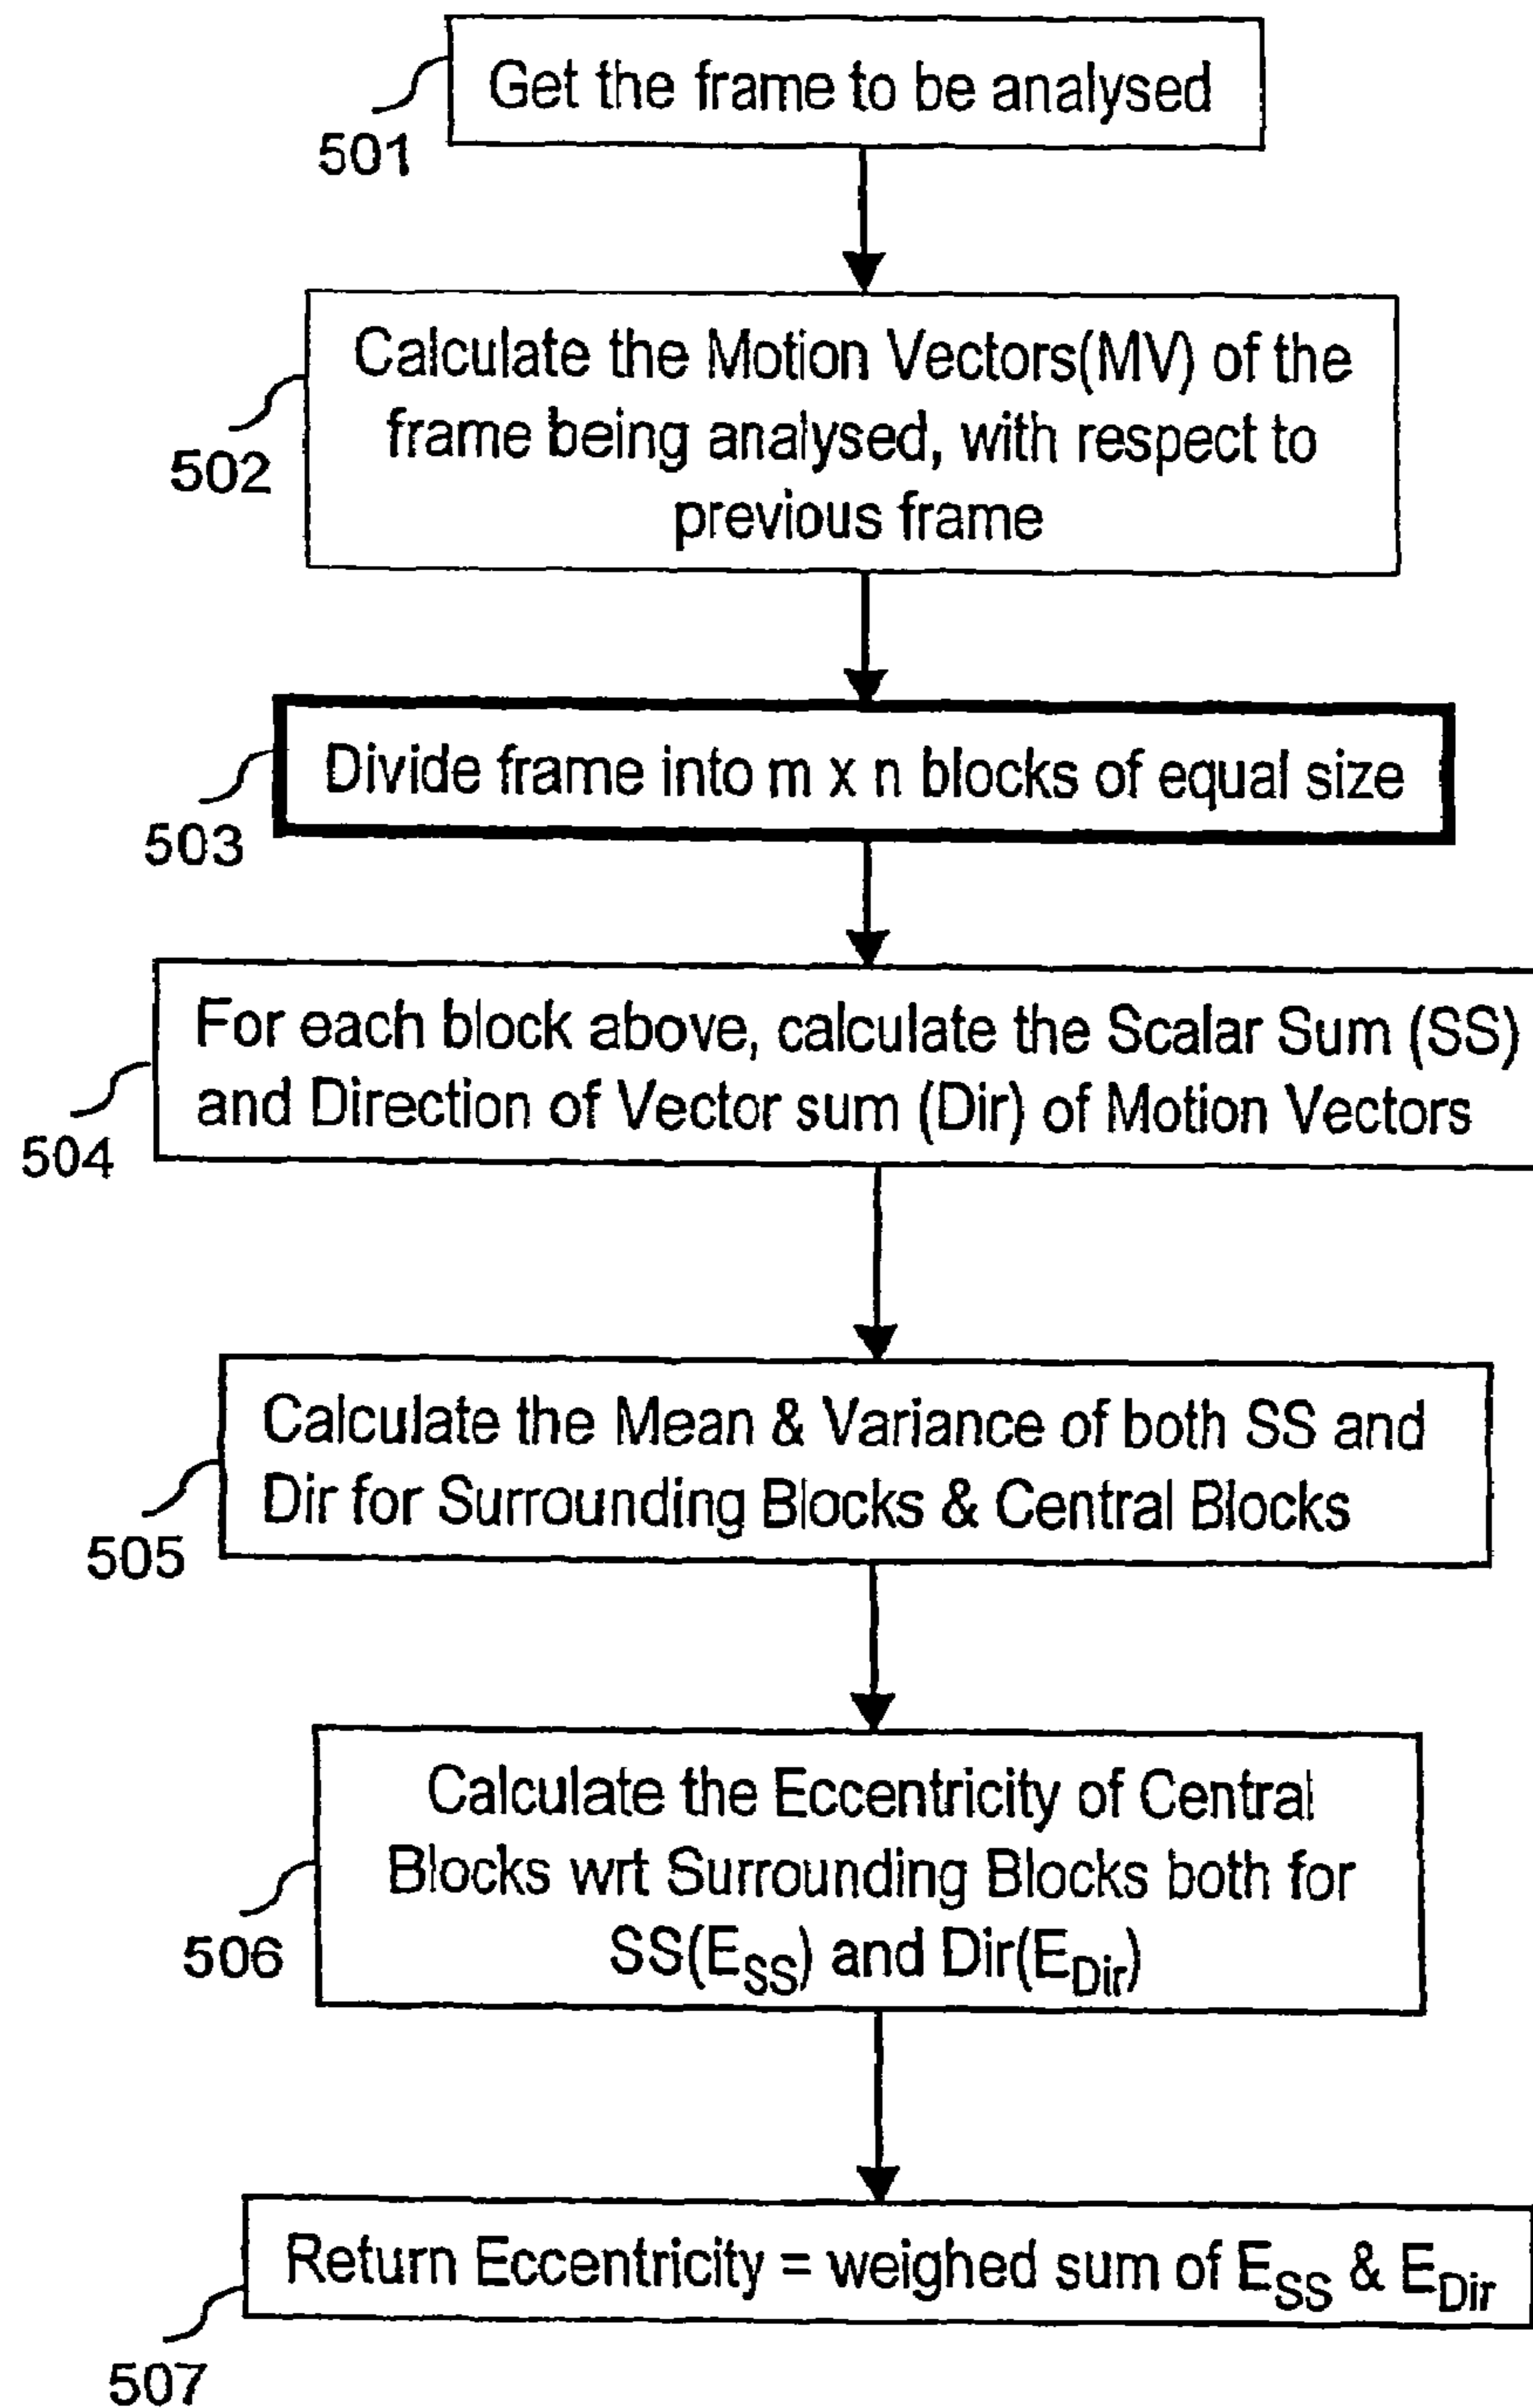 Get the frame to be analysed
501
Calculate the Motion Vectors(MV) of the
frame being analysed, with respect to
previous frame
502
Divide frame into m x n blocks of equal size
503
For each block above, calculate the Scalar Sum (SS)
and Direction of Vector sum (Dir) of Motion Vectors
504
Calculate the Mean & Variance of both SS and
Dir for Surrounding Blocks & Central Blocks
505
Calculate the Eccentricity of Central
Blocks wrt Surrounding Blocks both for
SS(E_SS) and Dir(E_Dir)
506
Return Eccentricity = weighed sum of E_SS & E_Dir
507